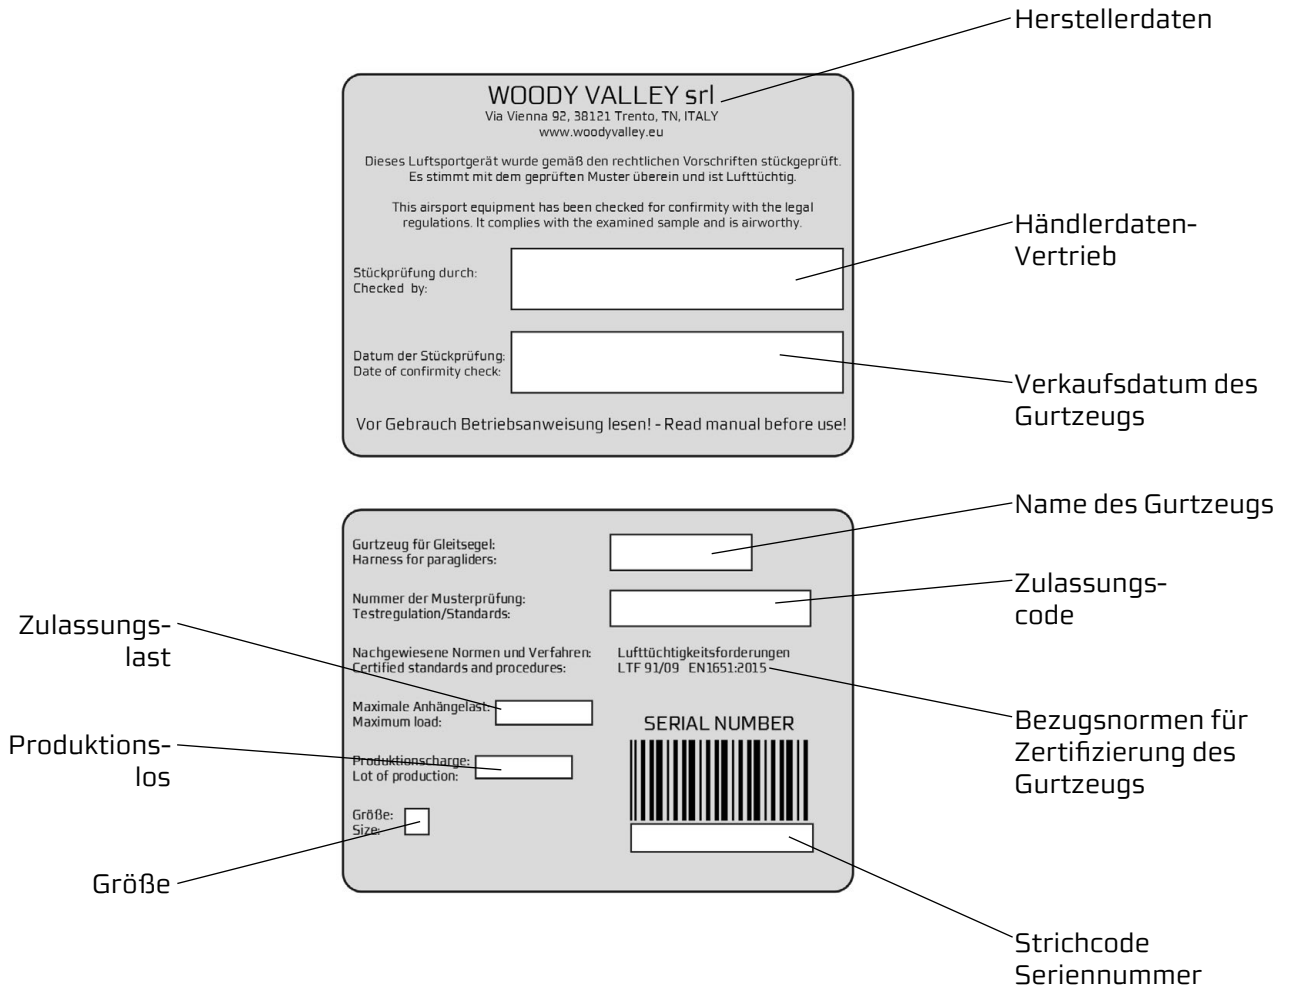 Herstellerdaten
WOODY VALLEY srl
Via Vienna 92, 38121 Trento, TN, ITALY
www.woodyvalley.eu
Dieses Luftsportgerät wurde gemäß den rechtlichen Vorschriften stückgeprüft.
Es stimmt mit dem geprüften Muster überein und ist Lufttüchtig.
This airsport equipment has been checked for confirmity with the legal
regulations. It complies with the examined sample and is airworthy.
Händlerdaten-
Vertrieb
Stückprüfung durch:
Checked by:
Datum der Stückprüfung:
Date of confirmity check:
Verkaufsdatum des
Gurtzeugs
Vor Gebrauch Betriebsanweisung lesen! - Read manual before use!
Name des Gurtzeugs
Gurtzeug für Gleitsegel:
Harness for paragliders:
Zulassungs-
code
Nummer der Musterprüfung:
Testregulation/Standards:
Zulassungs-
last
Nachgewiesene Normen und Verfahren:
Certified standards and procedures:
Lufttüchtigkeitsforderungen
LTF 91/09 EN1651:2015
Maximale Anhängelast:
Maximum load:
SERIAL NUMBER
Bezugsnormen für
Zertifizierung des
Gurtzeugs
Produktions-
los
Produktionscharge:
Lot of production:
Größe:
Size:
Größe
Strichcode
Seriennummer